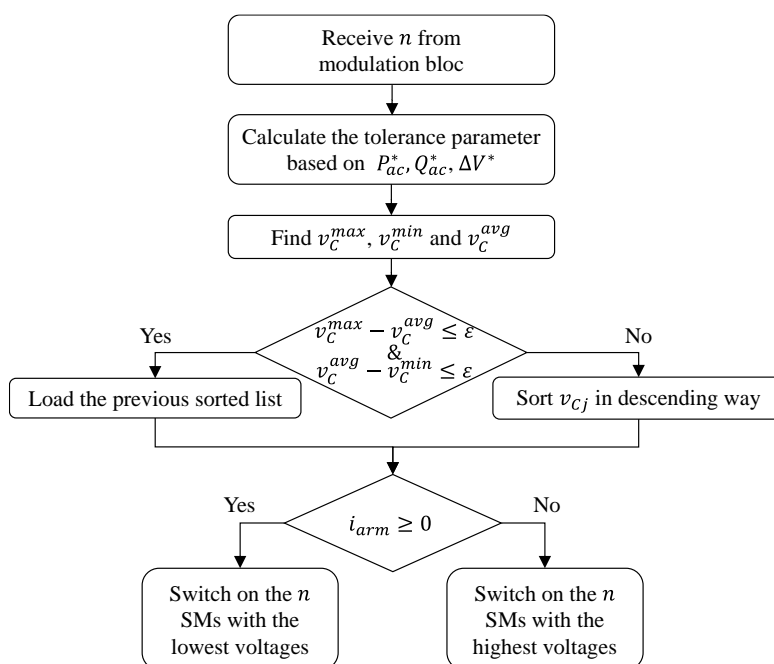 Receive n from
modulation bloc
Calculate the tolerance parameter
based on P*ac, Q*ac, ΔV*
Find v_C^max, v_C^min and v_C^avg
v_C^max − v_C^avg ≤ ε
&
v_C^avg − v_C^min ≤ ε
Yes
No
Load the previous sorted list
Sort v_Cj in descending way
Yes
No
i_arm ≥ 0
Switch on the n
SMs with the
lowest voltages
Switch on the n
SMs with the
highest voltages